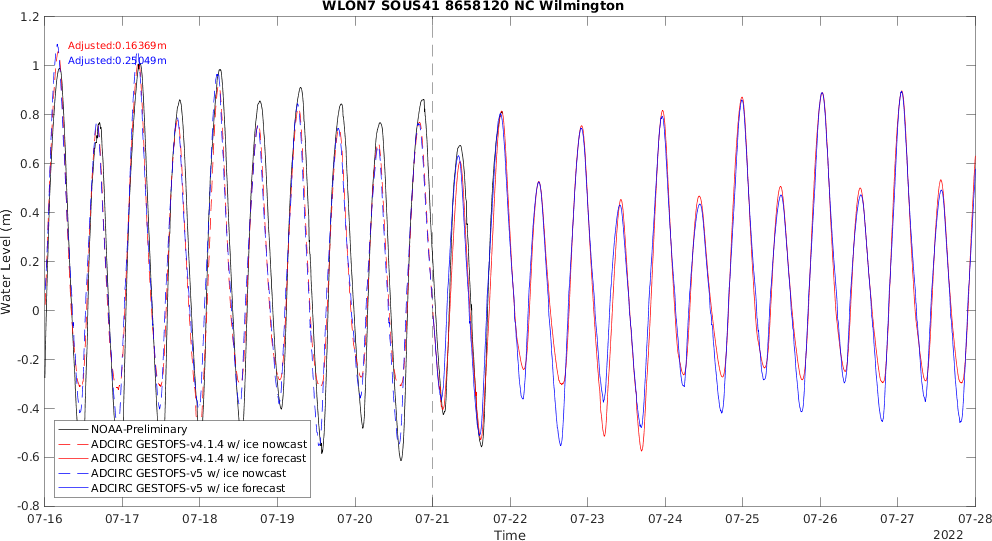 WLON7 SOUS41 8658120 NC Wilmington
Adjusted:0.16369m
Adjusted:0.25049m
Water Level (m)
1.2
1
0.8
0.6
0.4
0.2
0
-0.2
-0.4
-0.6
-0.8
NOAA-Preliminary
ADCIRC GESTOFS-v4.1.4 w/ ice nowcast
ADCIRC GESTOFS-v4.1.4 w/ ice forecast
ADCIRC GESTOFS-v5 w/ ice nowcast
ADCIRC GESTOFS-v5 w/ ice forecast
07-16 07-17 07-18 07-19 07-20 07-21 07-22 07-23 07-24 07-25 07-26 07-27 07-28
Time
2022